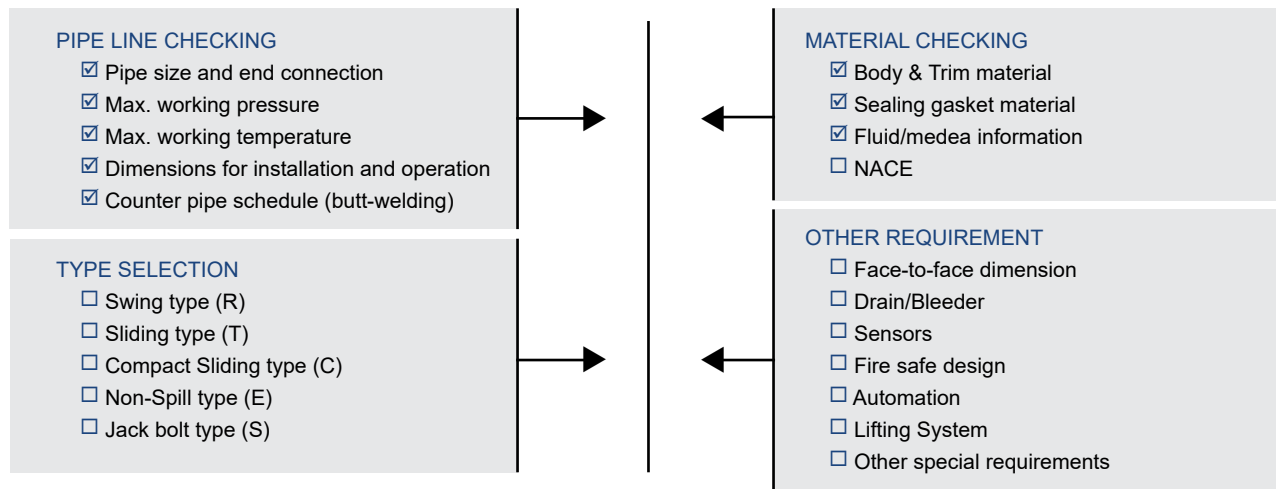 PIPE LINE CHECKING
☑ Pipe size and end connection
☑ Max. working pressure
☑ Max. working temperature
☑ Dimensions for installation and operation
☑ Counter pipe schedule (butt-welding)
TYPE SELECTION
☐ Swing type (R)
☐ Sliding type (T)
☐ Compact Sliding type (C)
☐ Non-Spill type (E)
☐ Jack bolt type (S)
MATERIAL CHECKING
☑ Body & Trim material
☑ Sealing gasket material
☑ Fluid/medea information
☐ NACE
OTHER REQUIREMENT
☐ Face-to-face dimension
☐ Drain/Bleeder
☐ Sensors
☐ Fire safe design
☐ Automation
☐ Lifting System
☐ Other special requirements